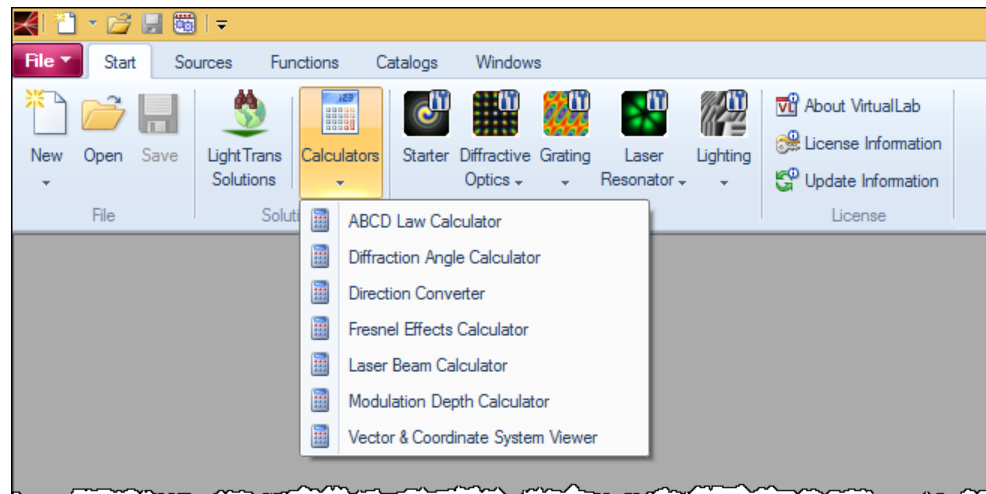 File Start Sources Functions Catalogs Windows
New Open Save LightTrans Solutions Calculators Starter Diffractive Optics Grating Laser Resonator Lighting
About VirtualLab
License Information
Update Information
File Soluti License
ABCD Law Calculator
Diffraction Angle Calculator
Direction Converter
Fresnel Effects Calculator
Laser Beam Calculator
Modulation Depth Calculator
Vector & Coordinate System Viewer